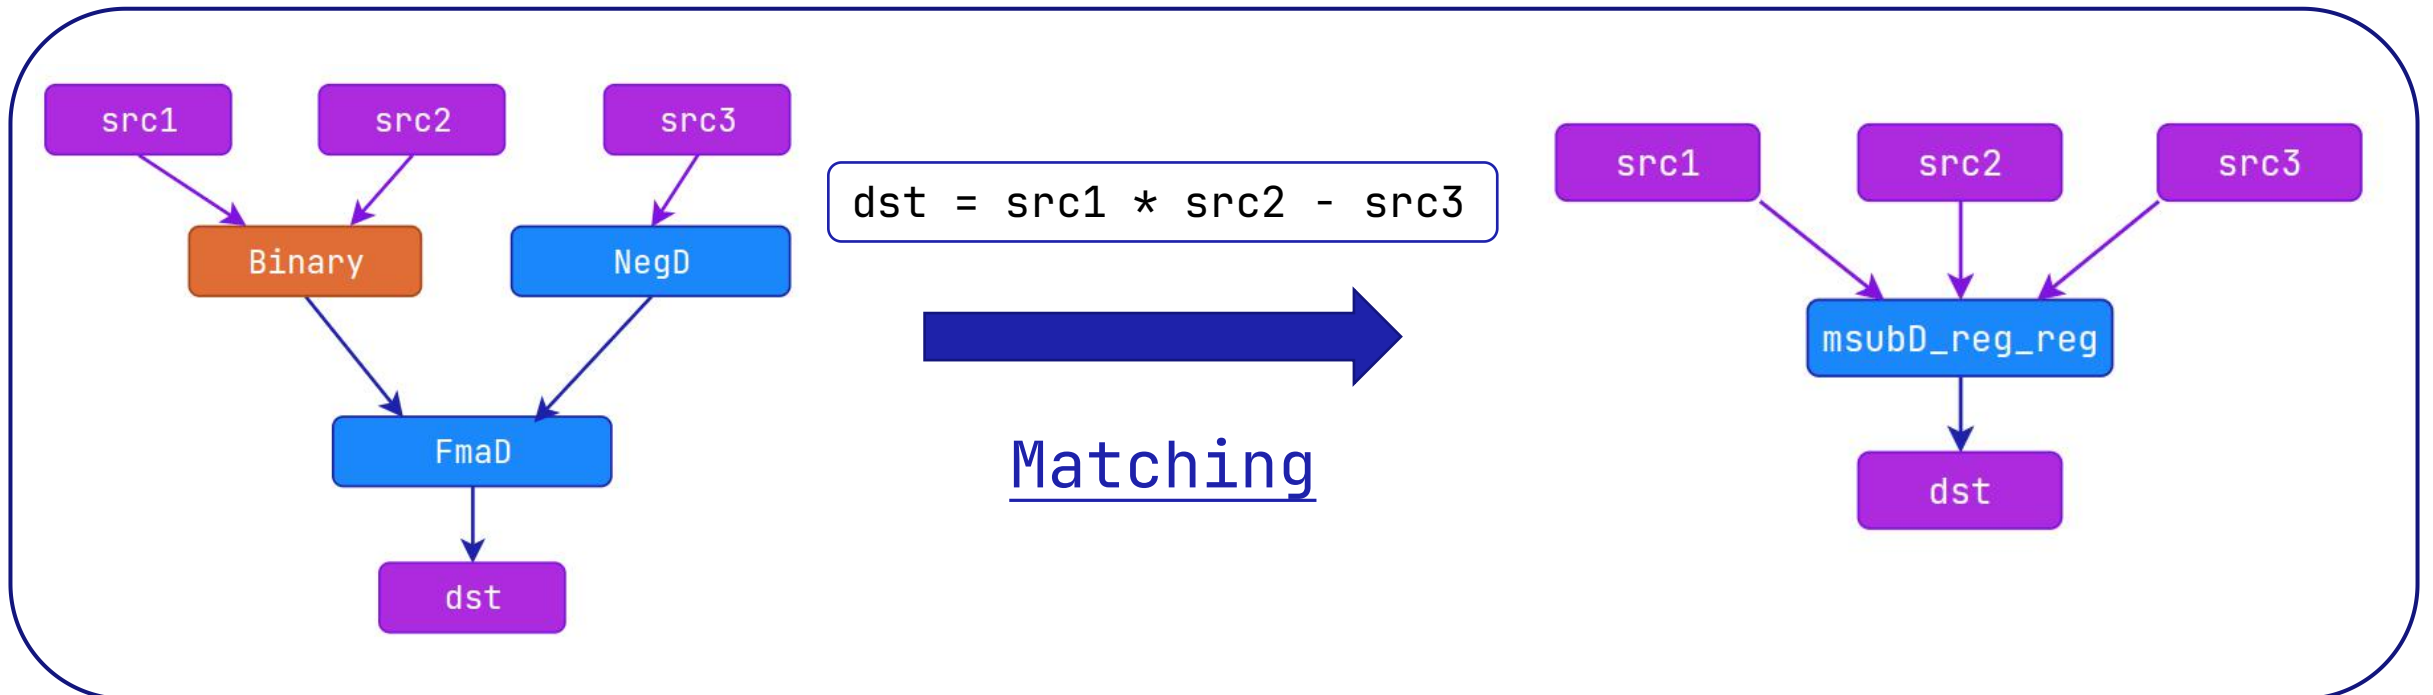 src1
src2
src3
Binary
NegD
FmaD
dst
dst = src1 * src2 - src3
Matching
src1
src2
src3
msubD_reg_reg
dst